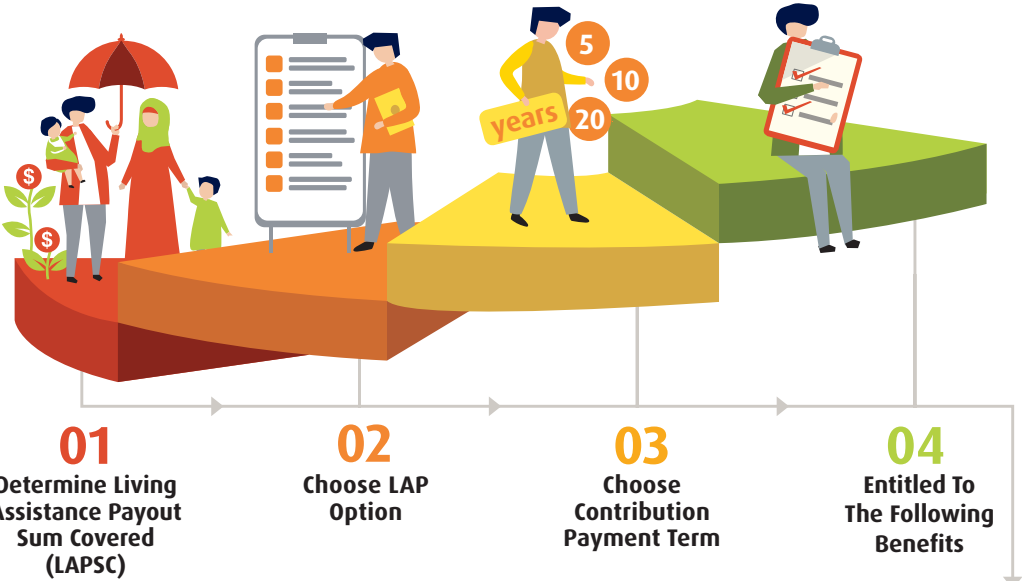 $
$
5
10
years 20
01
Determine Living
Assistance Payout
Sum Covered
(LAPSC)
02
Choose LAP
Option
03
Choose
Contribution
Payment Term
04
Entitled To
The Following
Benefits